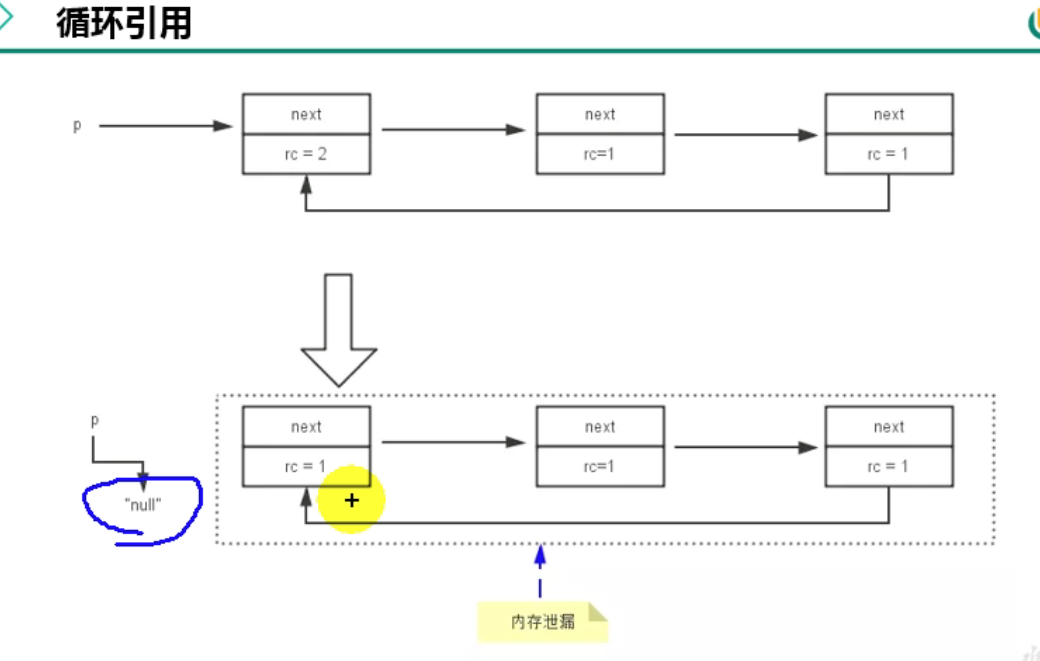 循环引用
p
next
next
next
rc = 2
rc=1
rc = 1
p
next
next
next
rc = 1
rc=1
rc = 1
"null"
内存泄漏